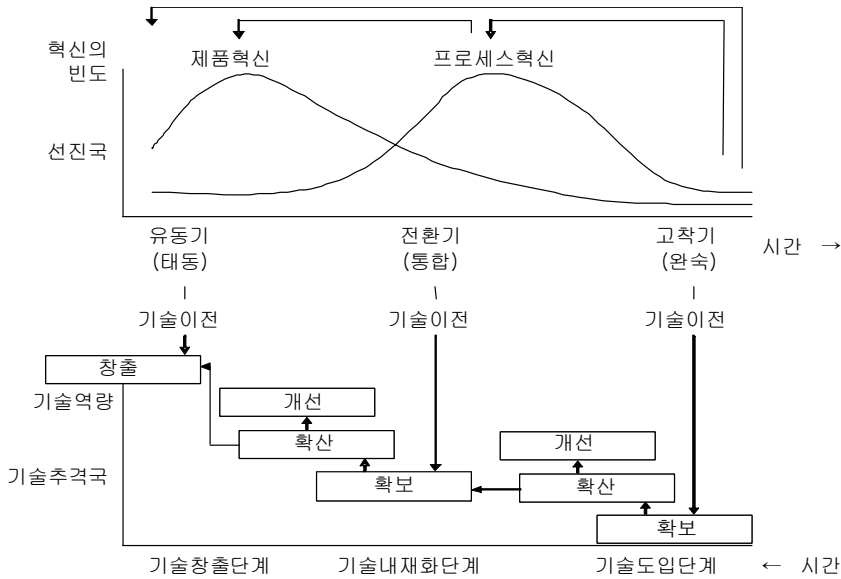 혁신의
빈도
제품혁신
프로세스혁신
선진국
유동기
(태동)
전환기
(통합)
고착기
(완숙)
시간 →
기술이전
기술이전
기술이전
창출
기술역량
개선
확산
개선
기술추격국
확보
확산
확보
기술창출단계
기술내재화단계
기술도입단계
← 시간